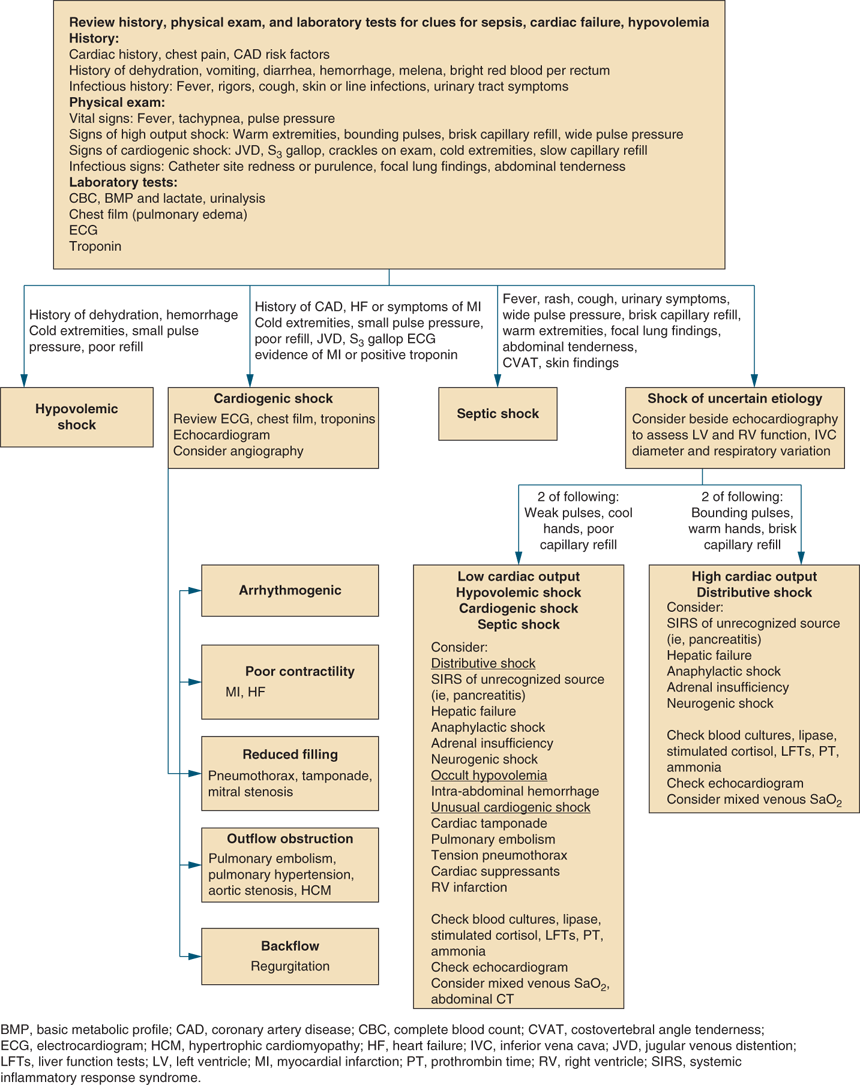 Review history, physical exam, and laboratory tests for clues for sepsis, cardiac failure, hypovolemia
History:
Cardiac history, chest pain, CAD risk factors
History of dehydration, vomiting, diarrhea, hemorrhage, melena, bright red blood per rectum
Infectious history: Fever, rigors, cough, skin or line infections, urinary tract symptoms
Physical exam:
Vital signs: Fever, tachypnea, pulse pressure
Signs of high output shock: Warm extremities, bounding pulses, brisk capillary refill, wide pulse pressure
Signs of cardiogenic shock: JVD, S3 gallop, crackles on exam, cold extremities, slow capillary refill
Infectious signs: Catheter site redness or purulence, focal lung findings, abdominal tenderness
Laboratory tests:
CBC, BMP and lactate, urinalysis
Chest film (pulmonary edema)
ECG
Troponin
History of dehydration, hemorrhage
Cold extremities, small pulse
pressure, poor refill
History of CAD, HF or symptoms of MI
Cold extremities, small pulse pressure,
poor refill, JVD, S3 gallop ECG
evidence of MI or positive troponin
Fever, rash, cough, urinary symptoms,
wide pulse pressure, brisk capillary refill,
warm extremities, focal lung findings,
abdominal tenderness,
CVAT, skin findings
Hypovolemic
shock
Cardiogenic shock
Review ECG, chest film, troponins
Echocardiogram
Consider angiography
Septic shock
Shock of uncertain etiology
Consider beside echocardiography
to assess LV and RV function, IVC
diameter and respiratory variation
2 of following:
Weak pulses, cool
hands, poor
capillary refill
2 of following:
Bounding pulses,
warm hands, brisk
capillary refill
Arrhythmogenic
Poor contractility
MI, HF
Reduced filling
Pneumothorax, tamponade,
mitral stenosis
Outflow obstruction
Pulmonary embolism,
pulmonary hypertension,
aortic stenosis, HCM
Backflow
Regurgitation
Low cardiac output
Hypovolemic shock
Cardiogenic shock
Septic shock
Consider:
Distributive shock
SIRS of unrecognized source
(ie, pancreatitis)
Hepatic failure
Anaphylactic shock
Adrenal insufficiency
Neurogenic shock
Occult hypovolemia
Intra-abdominal hemorrhage
Unusual cardiogenic shock
Cardiac tamponade
Pulmonary embolism
Tension pneumothorax
Cardiac suppressants
RV infarction
Check blood cultures, lipase,
stimulated cortisol, LFTs, PT,
ammonia
Check echocardiogram
Consider mixed venous SaO2,
abdominal CT
High cardiac output
Distributive shock
Consider:
SIRS of unrecognized source
(ie, pancreatitis)
Hepatic failure
Anaphylactic shock
Adrenal insufficiency
Neurogenic shock
Check blood cultures, lipase,
stimulated cortisol, LFTs, PT,
ammonia
Check echocardiogram
Consider mixed venous SaO2
BMP, basic metabolic profile; CAD, coronary artery disease; CBC, complete blood count; CVAT, costovertebral angle tenderness;
ECG, electrocardiogram; HCM, hypertrophic cardiomyopathy; HF, heart failure; IVC, inferior vena cava; JVD, jugular venous distention;
LFTs, liver function tests; LV, left ventricle; MI, myocardial infarction; PT, prothrombin time; RV, right ventricle; SIRS, systemic
inflammatory response syndrome.